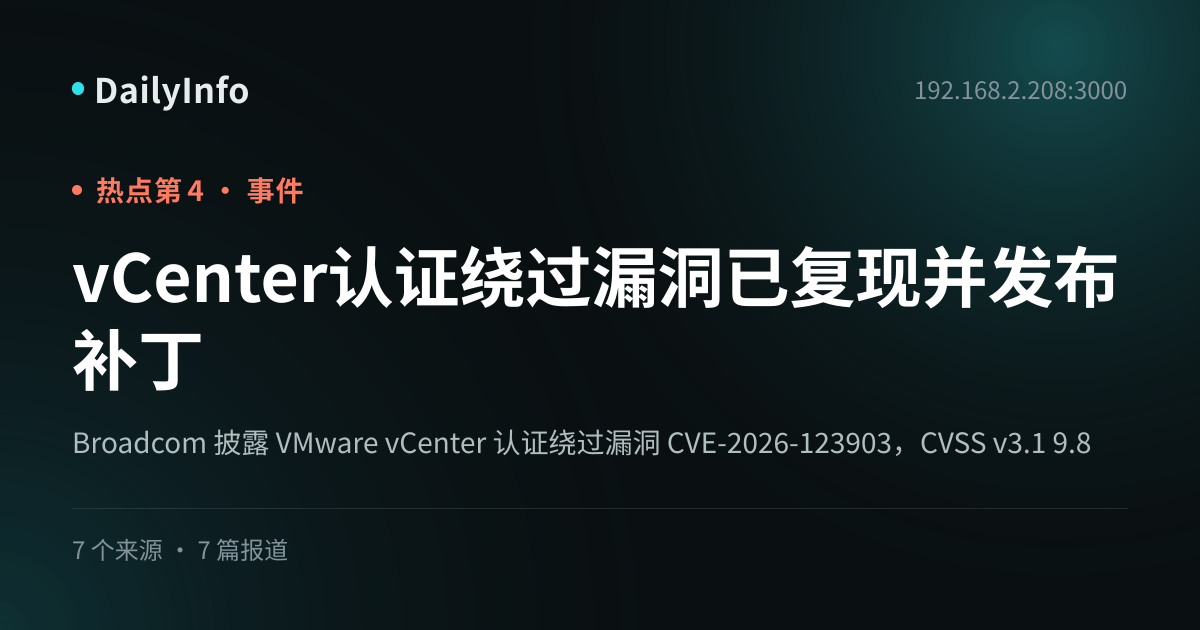 DailyInfo
192.168.2.208:3000
热点第 4 · 事件
vCenter认证绕过漏洞已复现并发布
补丁
Broadcom 披露 VMware vCenter 认证绕过漏洞 CVE-2026-123903，CVSS v3.1 9.8
7 个来源 · 7 篇报道